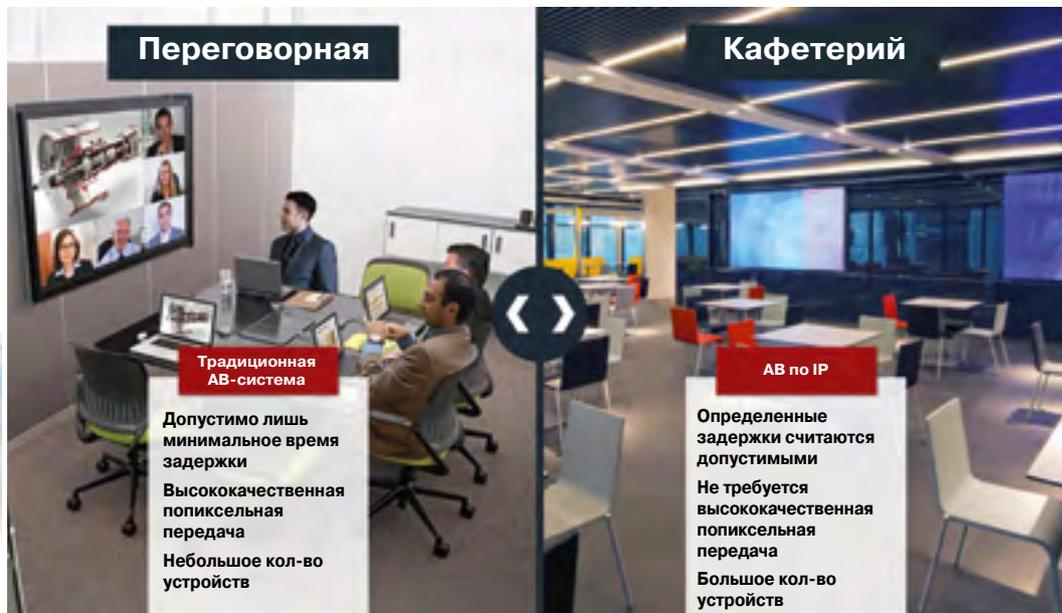 Переговорная
Традиционная
АВ-система
Допустимо лишь
минимальное время
задержки
Высококачественная
попиксельная
передача
Небольшое кол-во
устройств
Кафетерий
АВ по IP
Определенные
задержки считаются
допустимыми
Не требуется
высококачественная
попиксельная
передача
Большое кол-во
устройств